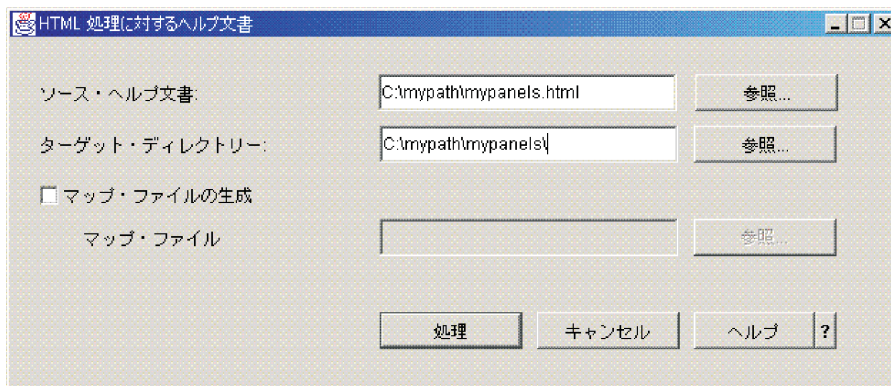 HTML 処理に対するヘルプ文書
ソース・ヘルプ文書: C:\mypath\mypanels.html 参照...
ターゲット・ディレクトリー: C:\mypath\mypanels\ 参照...
マップ・ファイルの生成
マップ・ファイル 参照...
処理 キャンセル ヘルプ ?